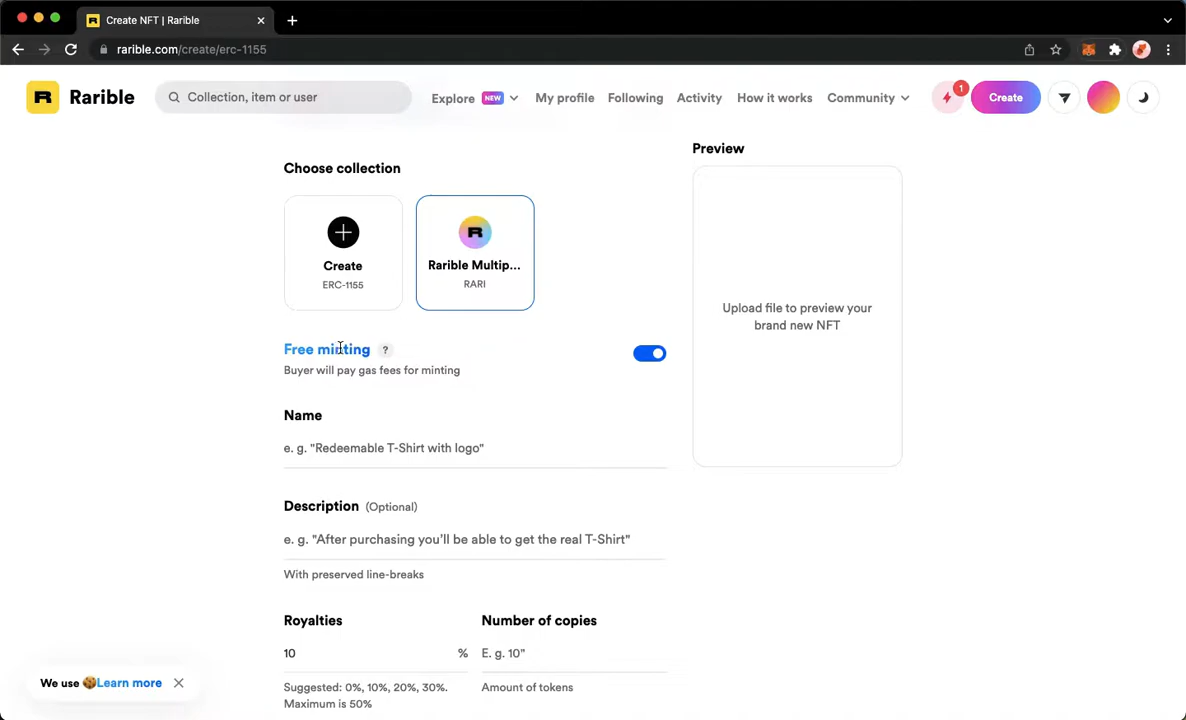 Create NFT | Rarible
rarible.com/create/erc-1155
R Rarible
Collection, item or user
Explore NEW
My profile
Following
Activity
How it works
Community
1
Create
Choose collection
Preview
Create
ERC-1155
R
Rarible Multip...
RARI
Upload file to preview your
brand new NFT
Free minting ?
Buyer will pay gas fees for minting
Name
e. g. "Redeemable T-Shirt with logo"
Description (Optional)
e. g. "After purchasing you’ll be able to get the real T-Shirt"
With preserved line-breaks
Royalties
Number of copies
10 %
E. g. 10"
Suggested: 0%, 10%, 20%, 30%.
Maximum is 50%
Amount of tokens
We use 🍪Learn more